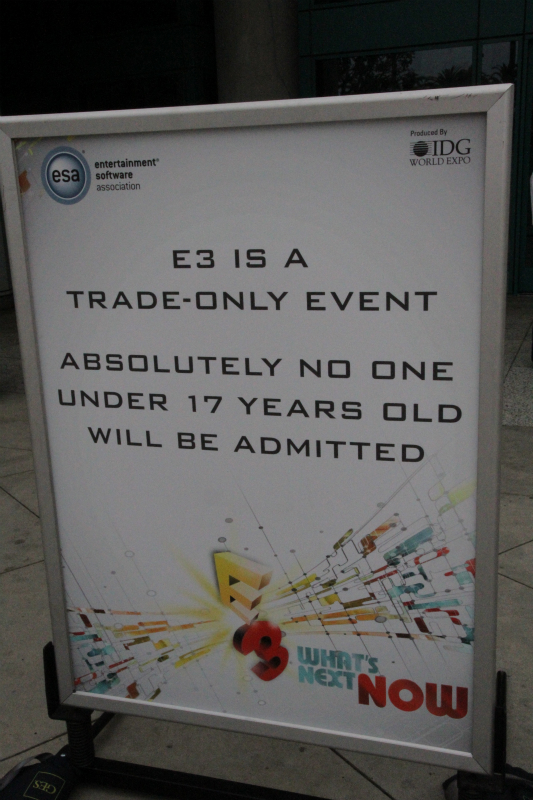 esa
entertainment®
software
association
Produced By
IDG
WORLD EXPO
E3 IS A
TRADE-ONLY EVENT
ABSOLUTELY NO ONE
UNDER 17 YEARS OLD
WILL BE ADMITTED
E3
WHAT'S
NEXT NOW
GES